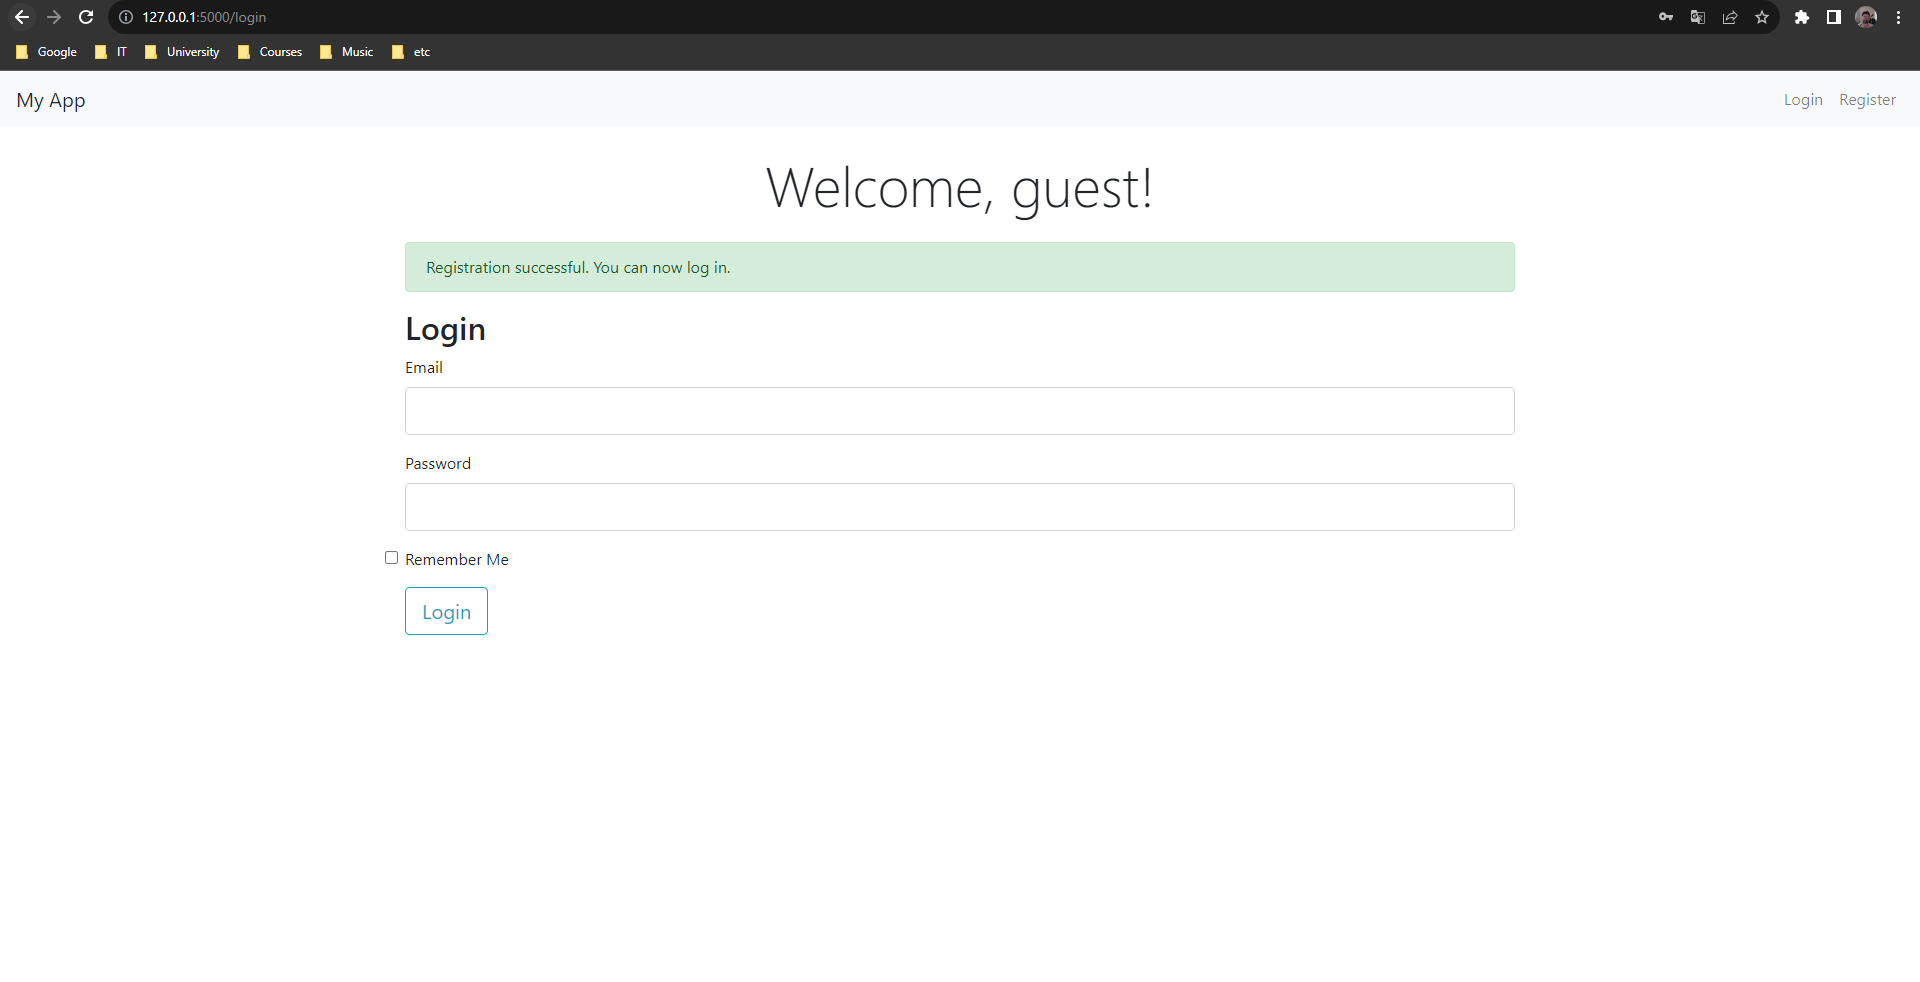 127.0.0.1:5000/login
Google IT University Courses Music etc
My App Login Register
Welcome, guest!
Registration successful. You can now log in.
Login
Email
Password
Remember Me
Login